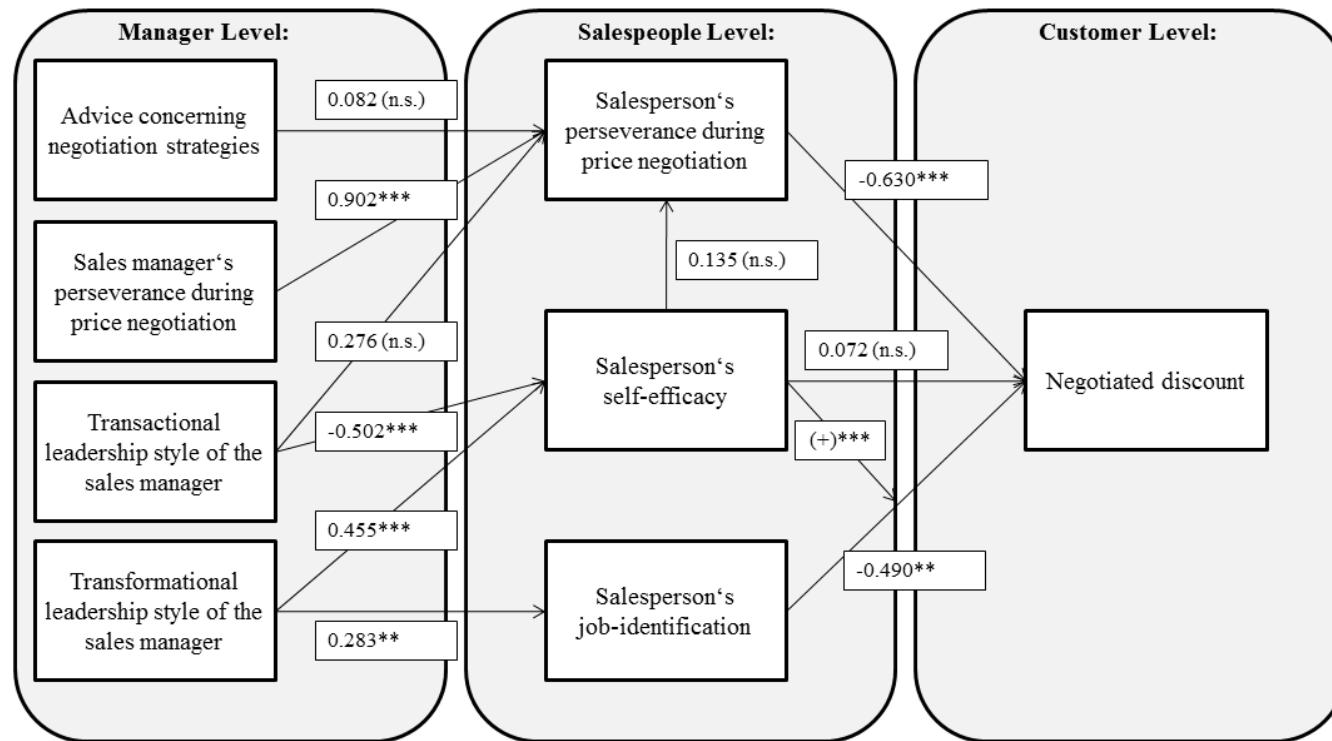 Manager Level:
Salespeople Level:
Customer Level:
Advice concerning
negotiation strategies
Sales manager‘s
perseverance during
price negotiation
Transactional
leadership style of the
sales manager
Transformational
leadership style of the
sales manager
0.082 (n.s.)
0.902***
0.276 (n.s.)
-0.502***
0.455***
0.283**
Salesperson‘s
perseverance during
price negotiation
0.135 (n.s.)
Salesperson‘s
self-efficacy
Salesperson‘s
job-identification
-0.630***
0.072 (n.s.)
(+)***
-0.490**
Negotiated discount